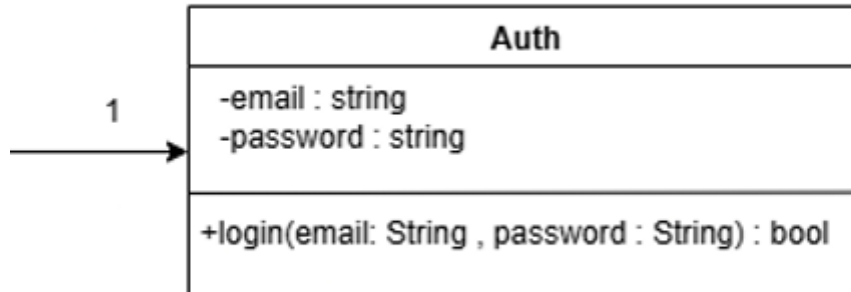 Auth
-email : string
1
-password : string
+login(email: String , password : String) : bool